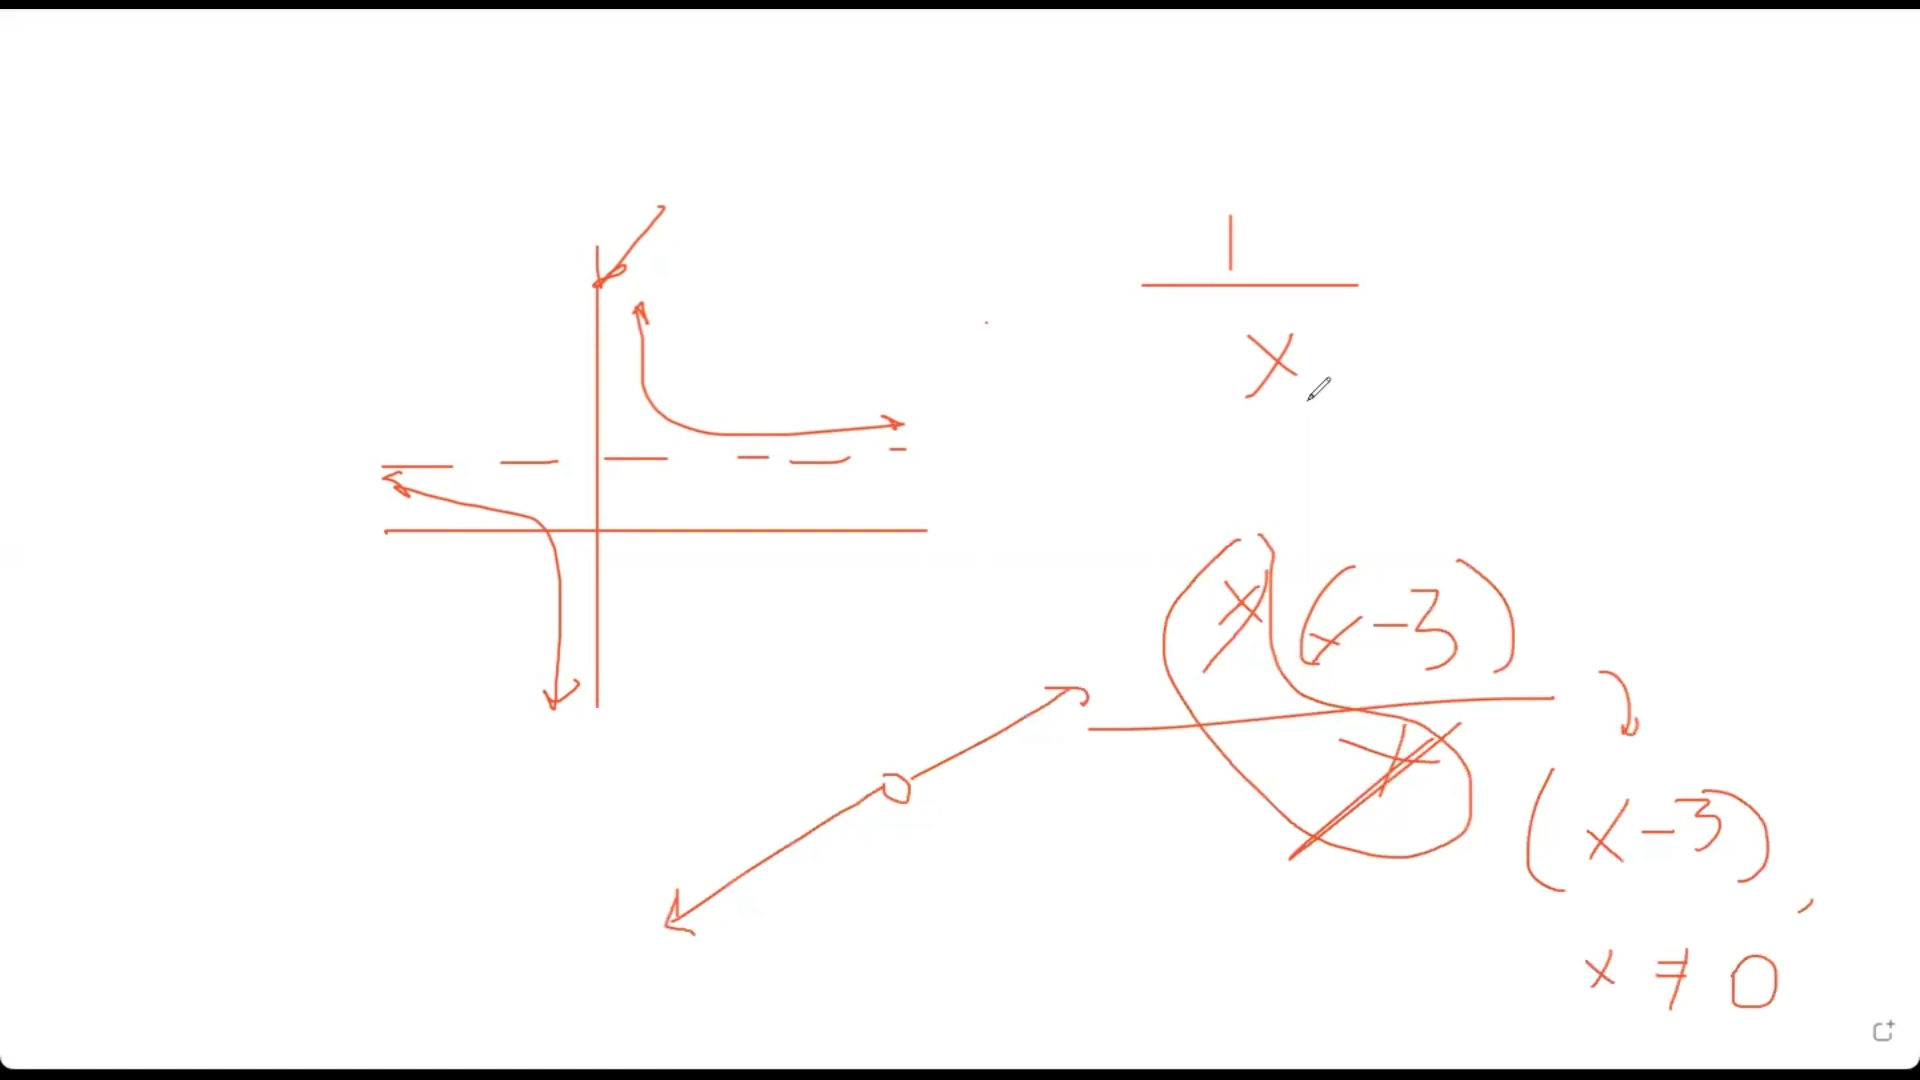 1
x
x(x-3)
x
(x-3),
x ≠ 0